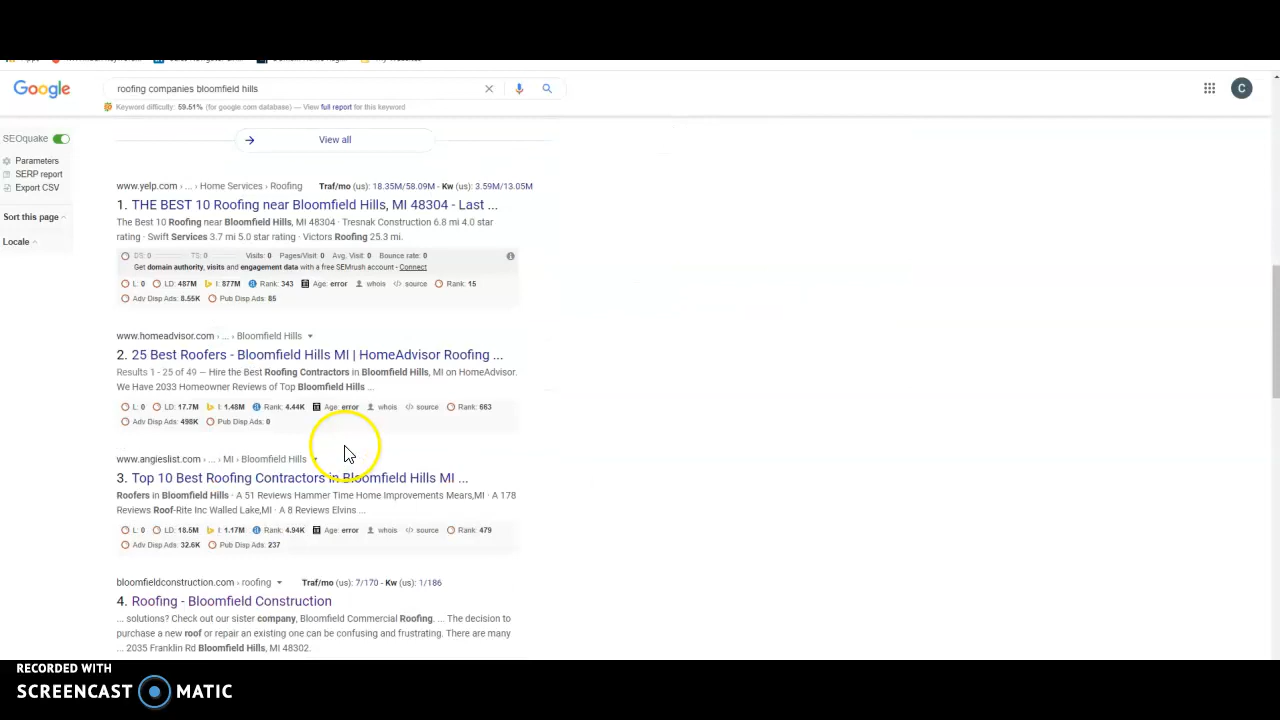 Google
roofing companies bloomfield hills
C
Keyword difficulty: 59.51% (for google.com database) — View full report for this keyword
SEOquake
Parameters
SERP report
Export CSV
Sort this page
Locale
View all
www.yelp.com › ... › Home Services › Roofing Traf/mo (us): 18.35M/58.09M - Kw (us): 3.59M/13.05M
1. THE BEST 10 Roofing near Bloomfield Hills, MI 48304 - Last ...
The Best 10 Roofing near Bloomfield Hills, MI 48304 · Tresnak Construction 6.8 mi 4.0 star
rating · Swift Services 3.7 mi 5.0 star rating · Victors Roofing 25.3 mi.
DS: 0 TS: 0 Visits: 0 Pages/Visit: 0 Avg. Visit: 0 Bounce rate: 0
Get domain authority, visits and engagement data with a free SEMrush account - Connect
L: 0 LD: 487M I: 877M Rank: 343 Age: error whois </> source Rank: 15
Adv Disp Ads: 8.55K Pub Disp Ads: 85
www.homeadvisor.com › ... › Bloomfield Hills
2. 25 Best Roofers - Bloomfield Hills MI | HomeAdvisor Roofing ...
Results 1 - 25 of 49 — Hire the Best Roofing Contractors in Bloomfield Hills, MI on HomeAdvisor.
We Have 2033 Homeowner Reviews of Top Bloomfield Hills ...
L: 0 LD: 17.7M I: 1.48M Rank: 4.44K Age: error whois </> source Rank: 663
Adv Disp Ads: 498K Pub Disp Ads: 0
www.angieslist.com › ... › MI › Bloomfield Hills
3. Top 10 Best Roofing Contractors in Bloomfield Hills MI ...
Roofers in Bloomfield Hills · A 51 Reviews Hammer Time Home Improvements Mears,MI · A 178
Reviews Roof-Rite Inc Walled Lake,MI · A 8 Reviews Elvins ...
L: 0 LD: 18.5M I: 1.17M Rank: 4.94K Age: error whois </> source Rank: 479
Adv Disp Ads: 32.6K Pub Disp Ads: 237
bloomfieldconstruction.com › roofing Traf/mo (us): 7/170 - Kw (us): 1/186
4. Roofing - Bloomfield Construction
... solutions? Check out our sister company, Bloomfield Commercial Roofing. ... The decision to
purchase a new roof or repair an existing one can be confusing and frustrating. There are many
... 2035 Franklin Rd Bloomfield Hills, MI 48302.
RECORDED WITH
SCREENCAST MATIC